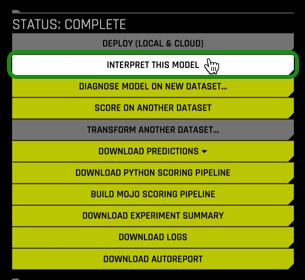 STATUS: COMPLETE
DEPLOY (LOCAL & CLOUD)
INTERPRET THIS MODEL
DIAGNOSE MODEL ON NEW DATASET...
SCORE ON ANOTHER DATASET
TRANSFORM ANOTHER DATASET...
DOWNLOAD PREDICTIONS
DOWNLOAD PYTHON SCORING PIPELINE
BUILD MOJO SCORING PIPELINE
DOWNLOAD EXPERIMENT SUMMARY
DOWNLOAD LOGS
DOWNLOAD AUTOREPORT